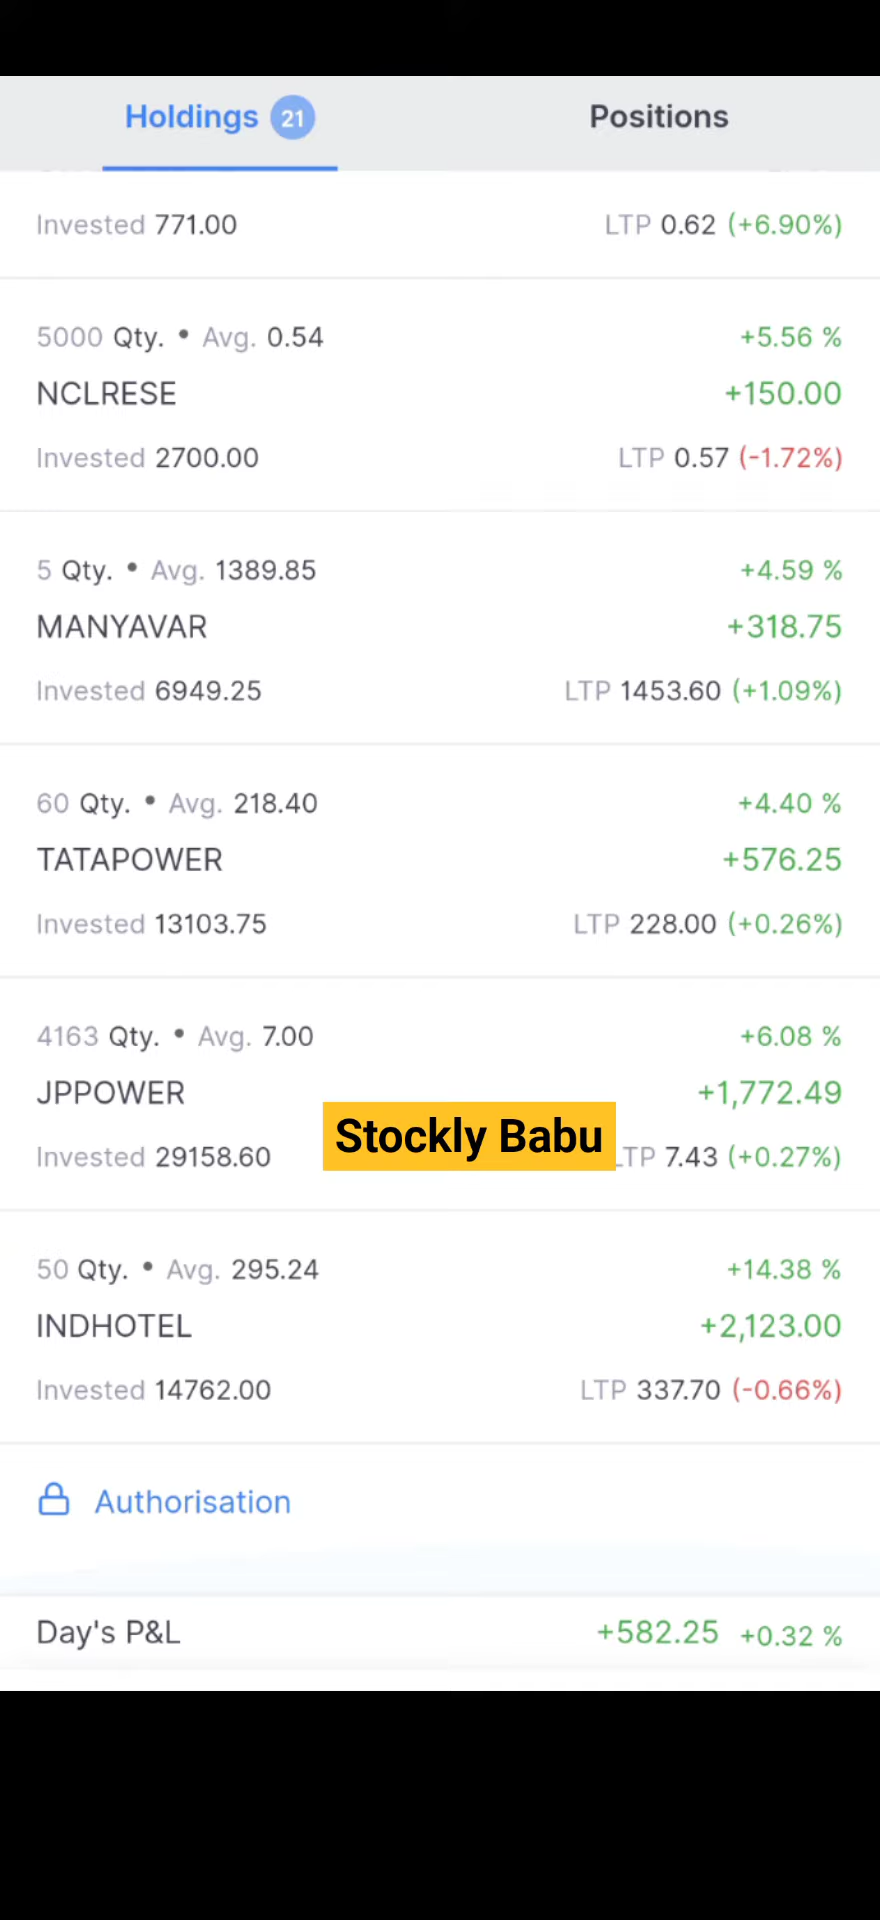 Holdings 21 Positions
Invested 771.00 LTP 0.62 (+6.90%)
5000 Qty. • Avg. 0.54 +5.56 %
NCLRESE +150.00
Invested 2700.00 LTP 0.57 (-1.72%)
5 Qty. • Avg. 1389.85 +4.59 %
MANYAVAR +318.75
Invested 6949.25 LTP 1453.60 (+1.09%)
60 Qty. • Avg. 218.40 +4.40 %
TATAPOWER +576.25
Invested 13103.75 LTP 228.00 (+0.26%)
4163 Qty. • Avg. 7.00 +6.08 %
JPPOWER +1,772.49
Stockly Babu
Invested 29158.60 LTP 7.43 (+0.27%)
50 Qty. • Avg. 295.24 +14.38 %
INDHOTEL +2,123.00
Invested 14762.00 LTP 337.70 (-0.66%)
Authorisation
Day's P&L +582.25 +0.32 %